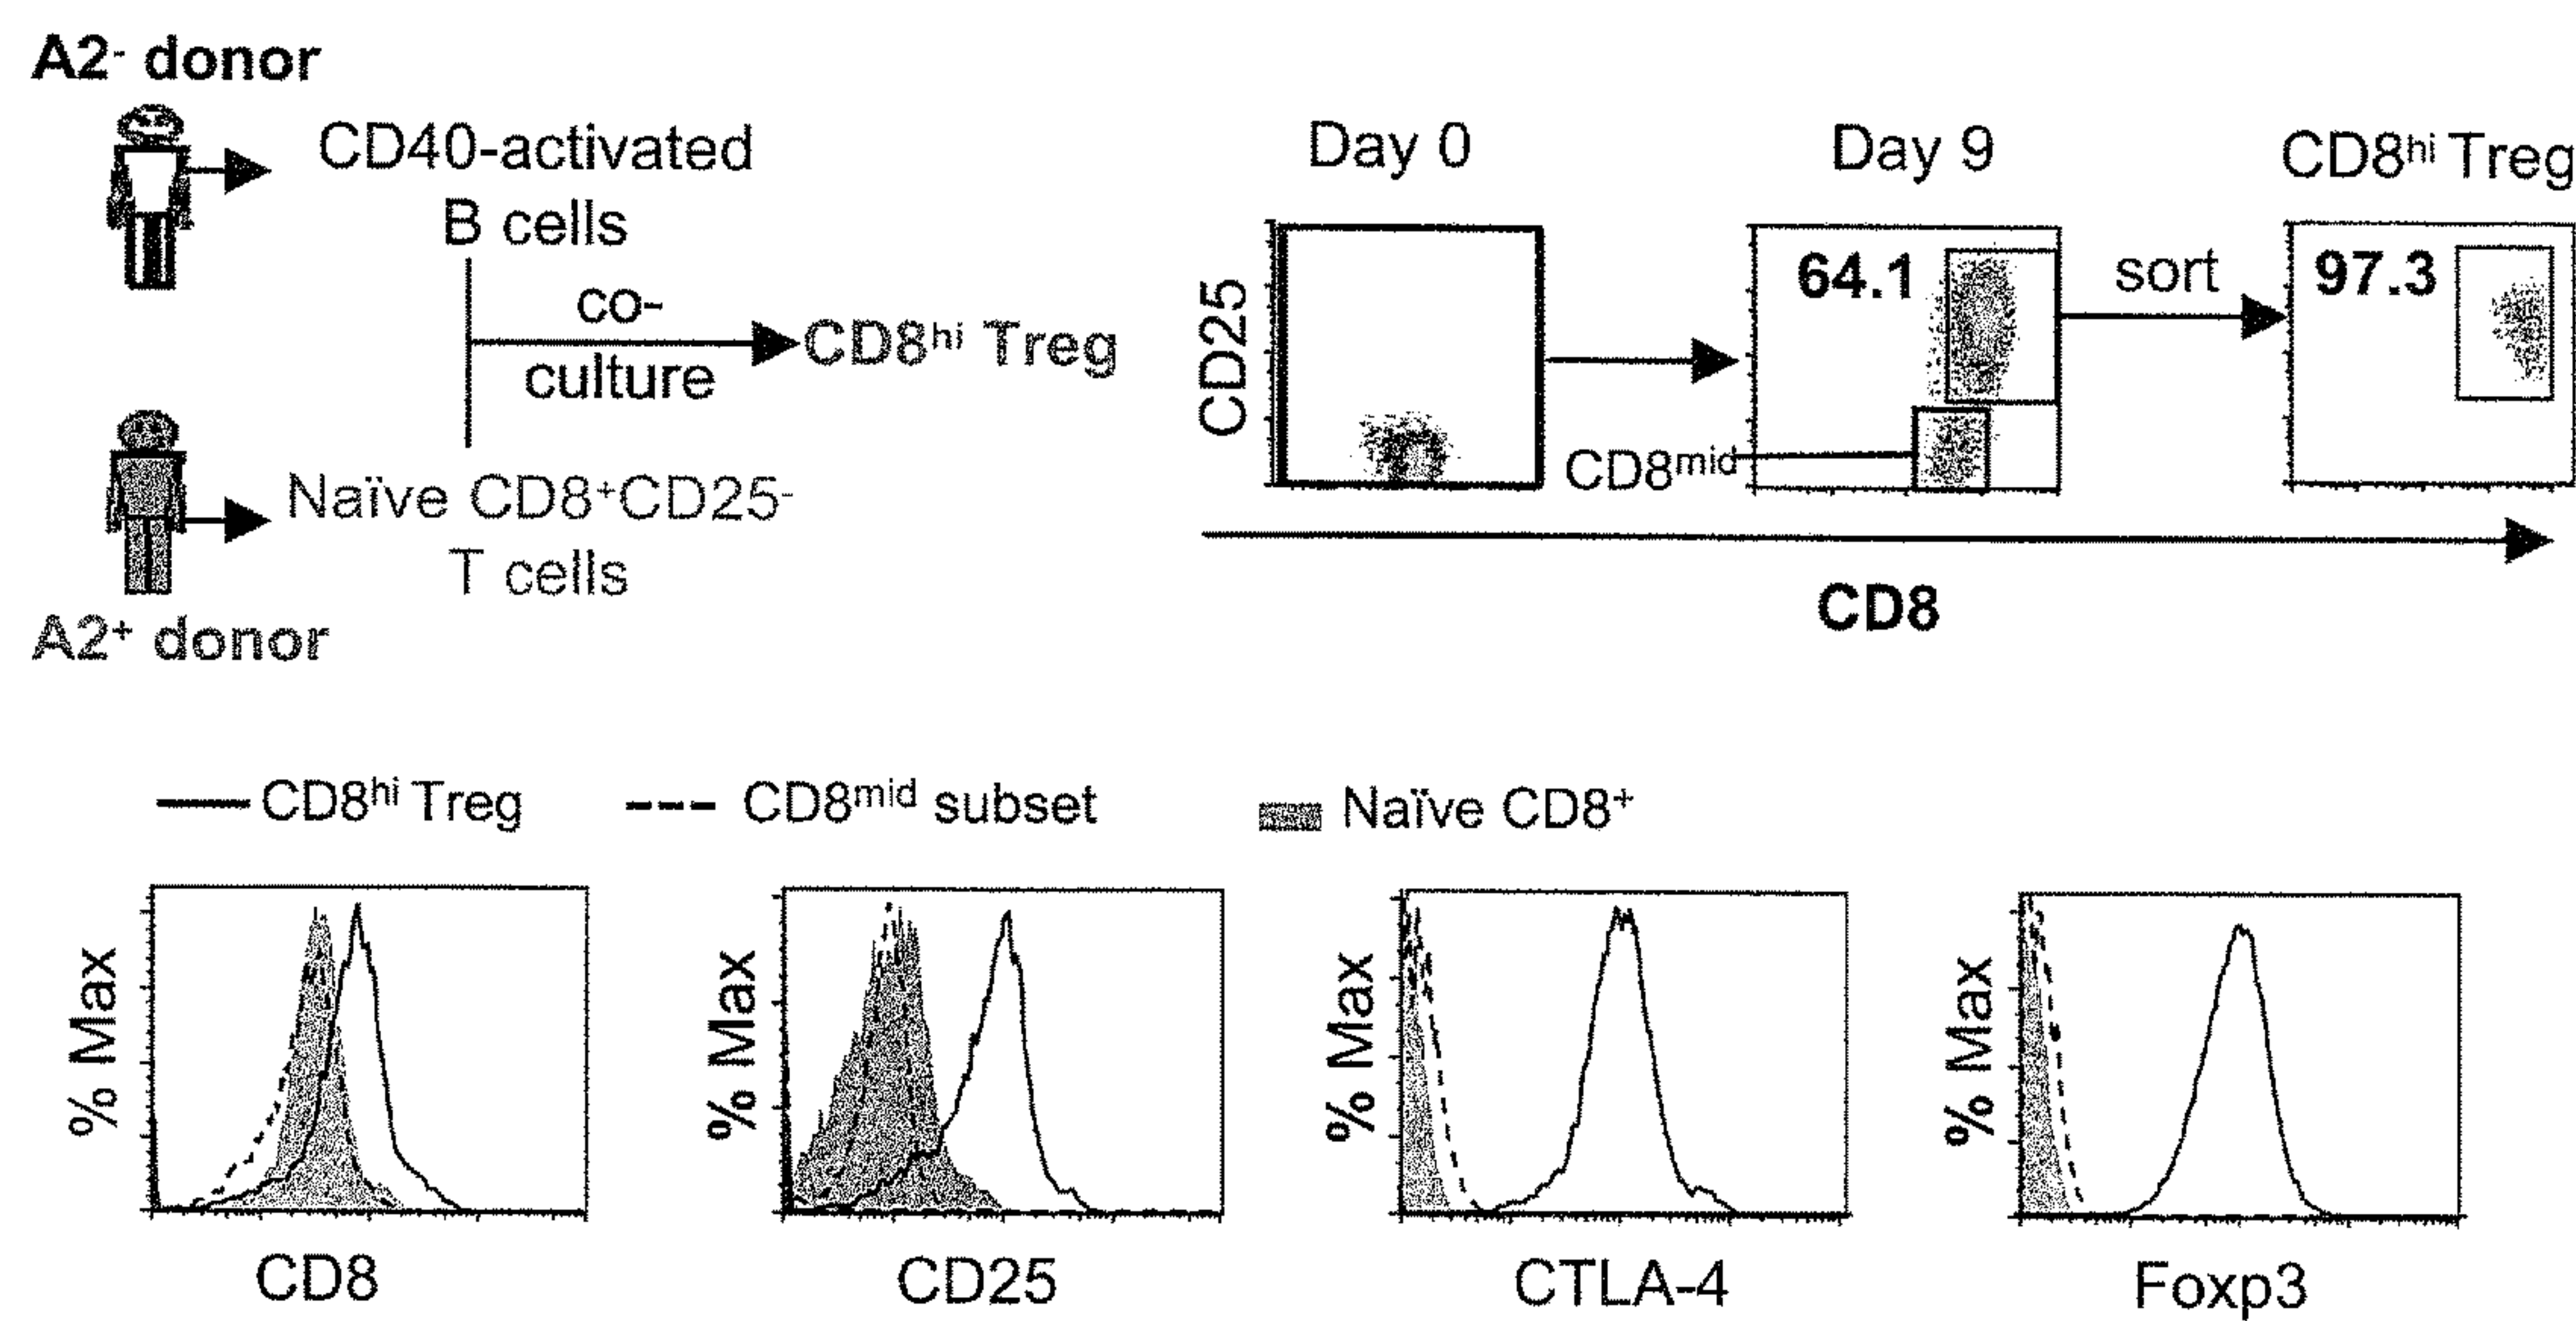 A2⁻ donor
CD40-activated
B cells
co-
culture
CD8ʰⁱ Treg
Naïve CD8⁺CD25⁻
T cells
A2⁺ donor
Day 0
Day 9
CD8ʰⁱ Treg
CD25
64.1
sort
97.3
CD8ᵐⁱᵈ
CD8
CD8ʰⁱ Treg
CD8ᵐⁱᵈ subset
Naïve CD8⁺
% Max
CD8
% Max
CD25
% Max
CTLA-4
% Max
Foxp3